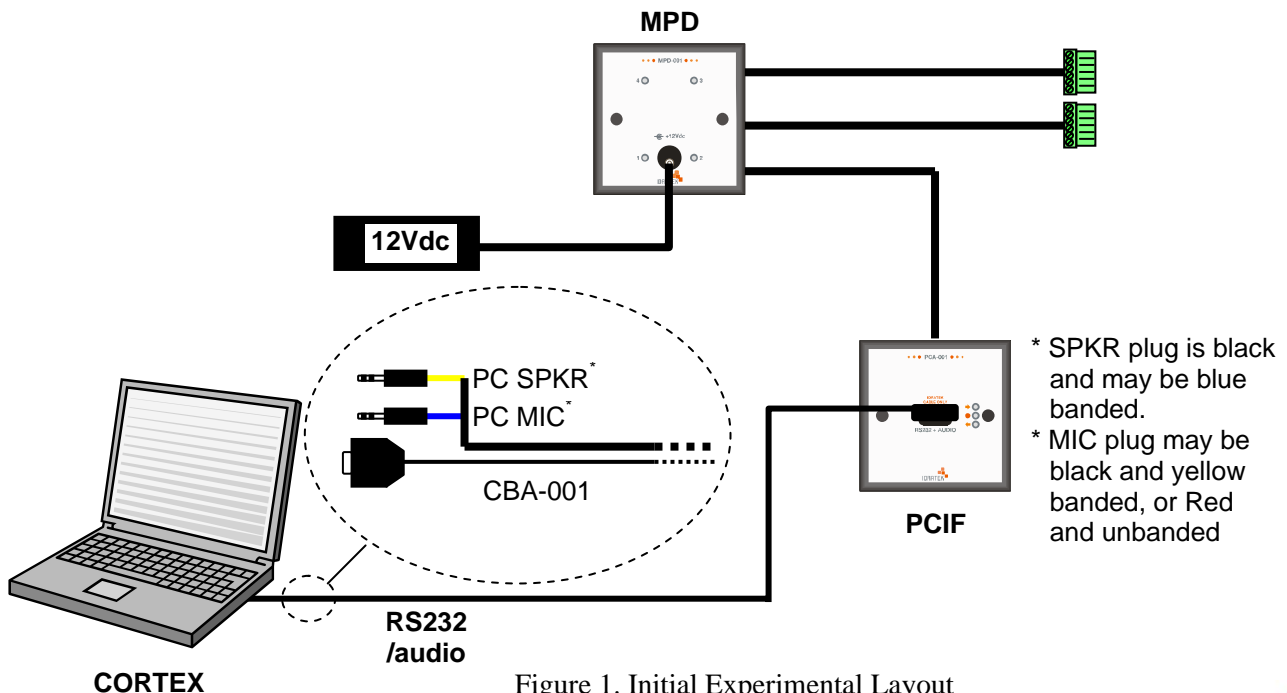 MPD
MPD-001
4
3
+12Vdc
1
2
12Vdc
PC SPKR*
PC MIC*
CBA-001
PCA-001
RS232 + AUDIO
PCIF
* SPKR plug is black
and may be blue
banded.
* MIC plug may be
black and yellow
banded, or Red
and unbanded
RS232
/audio
CORTEX
Figure 1. Initial Experimental Layout